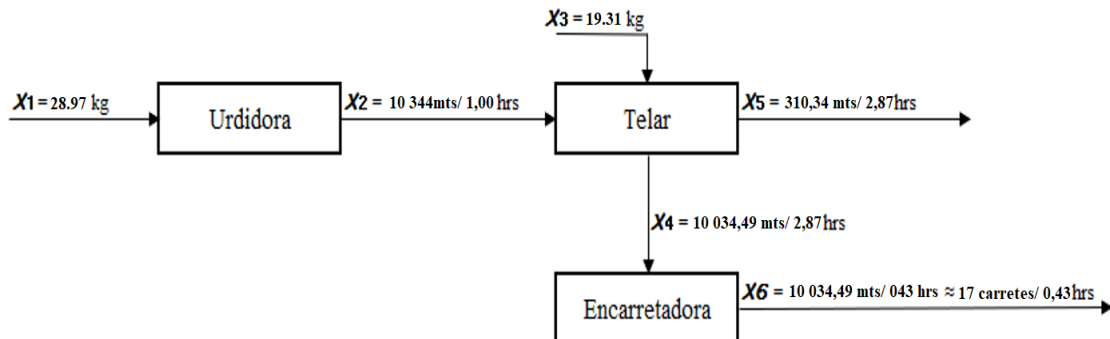 X3 = 19.31 kg
X1 = 28.97 kg
Urdidora
X2 = 10 344mts/ 1,00 hrs
Telar
X5 = 310,34 mts/ 2,87hrs
X4 = 10 034,49 mts/ 2,87hrs
Encarretadora
X6 = 10 034,49 mts/ 043 hrs ≈ 17 carretes/ 0,43hrs